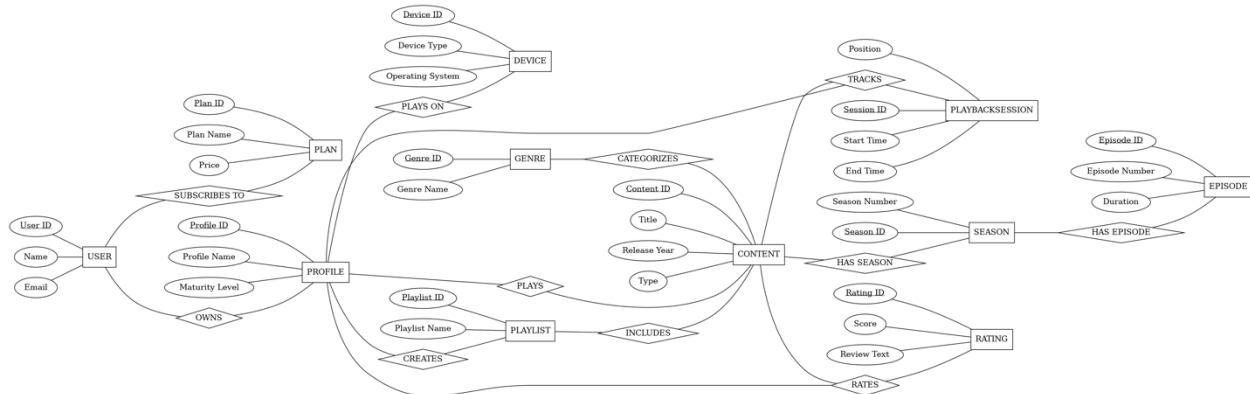 Device ID
Device Type
DEVICE
Operating System
PLAYS ON
Plan ID
Plan Name
PLAN
Price
SUBSCRIBES TO
User ID
Name
USER
Email
Profile ID
Profile Name
PROFILE
Maturity Level
OWNS
Genre ID
GENRE
Genre Name
CATEGORIZES
Content ID
Title
Release Year
CONTENT
Type
PLAYS
Playlist ID
Playlist Name
PLAYLIST
INCLUDES
CREATES
Position
TRACKS
Session ID
PLAYBACKSESSION
Start Time
End Time
Season Number
Season ID
SEASON
HAS SEASON
Episode ID
Episode Number
EPISODE
Duration
HAS EPISODE
Rating ID
Score
RATING
Review Text
RATES